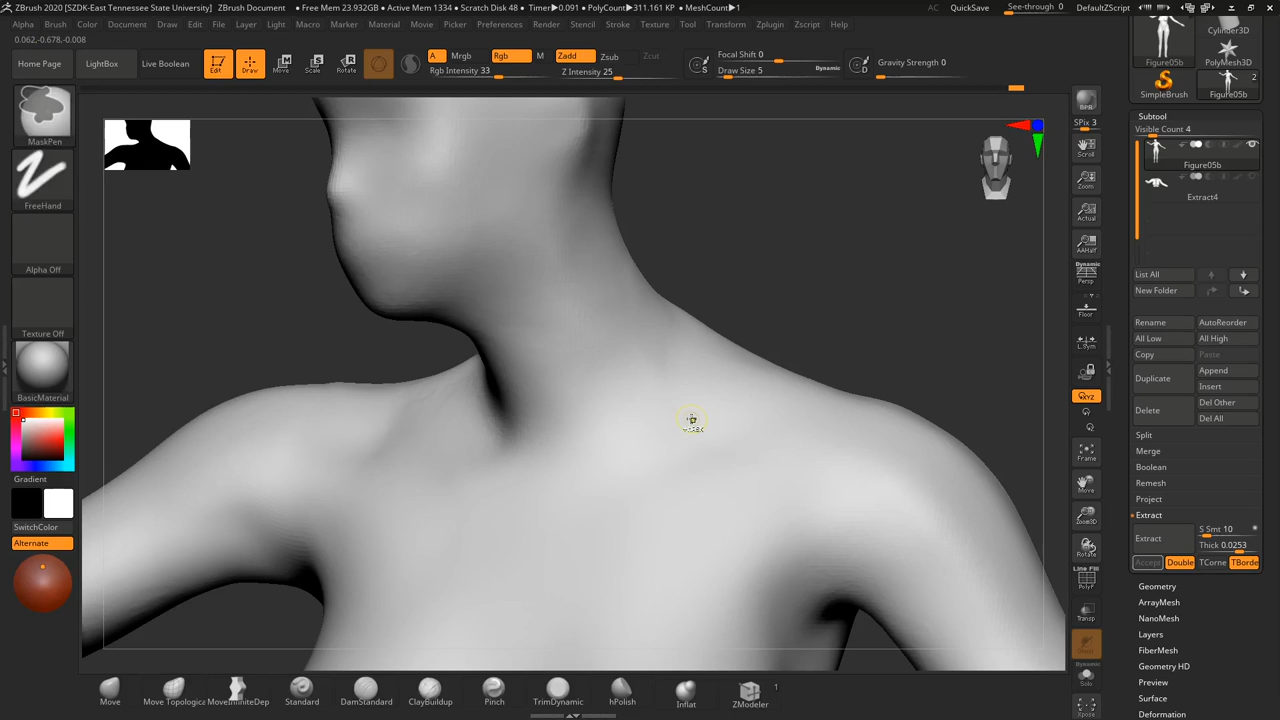 ZBrush 2020 [SZDK-East Tennessee State University] ZBrush Document • Free Mem 23.932GB • Active Mem 1334 • Scratch Disk 48 • Timer▶0.091 • PolyCount▶311.161 KP • MeshCount▶1 AC QuickSave See-through 0 Menus DefaultZScript
Alpha Brush Color Document Draw Edit File Layer Light Macro Marker Material Movie Picker Preferences Render Stencil Stroke Texture Tool Transform Zplugin Zscript Help
0.062,-0.678,-0.008
Home Page LightBox Live Boolean Edit Draw Move Scale Rotate A Mrgb Rgb M Zadd Zsub Zcut
Rgb Intensity 33 Z Intensity 25
Focal Shift 0
Draw Size 5 Dynamic
Gravity Strength 0
S
D
MaskPen
FreeHand
Alpha Off
Texture Off
BasicMaterial
Gradient
SwitchColor
Alternate
BPR
SPix 3
Scroll
Zoom
Actual
AAHalf
Dynamic
Persp
Floor
L.Sym
XYZ
Frame
Move
Zoom3D
Rotate
Line Fill
PolyF
Transp
Dynamic
Solo
Xpose
Cylinder3D
Figure05b PolyMesh3D
2
SimpleBrush Figure05b
Subtool
Visible Count 4
Figure05b
Extract4
List All
New Folder
Rename AutoReorder
All Low All High
Copy Paste
Duplicate Append
Insert
Delete Del Other
Del All
Split
Merge
Boolean
Remesh
Project
Extract
Extract S Smt 10
Thick 0.0253
Accept Double TCorne TBorde
Geometry
ArrayMesh
NanoMesh
Layers
FiberMesh
Geometry HD
Preview
Surface
Deformation
Move Move Topologica MoveInfiniteDep Standard DamStandard ClayBuildup Pinch TrimDynamic hPolish Inflat ZModeler
1